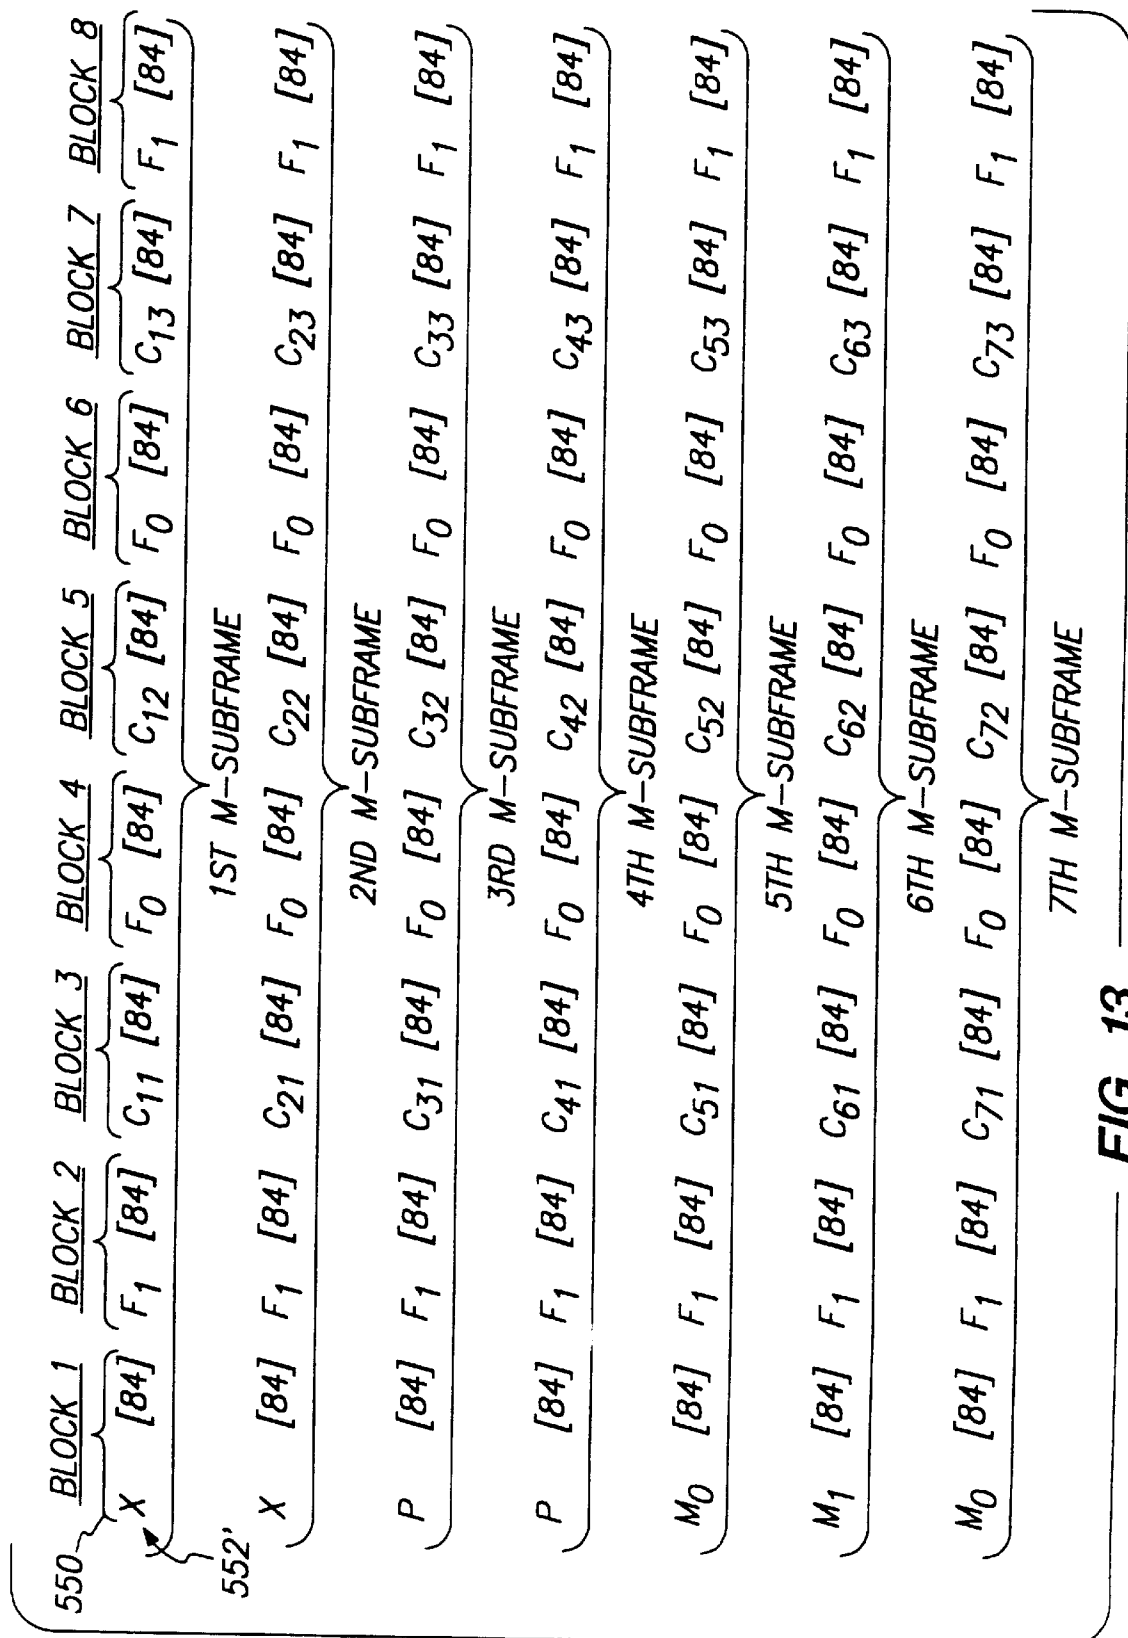 BLOCK 1 BLOCK 2 BLOCK 3 BLOCK 4 BLOCK 5 BLOCK 6 BLOCK 7 BLOCK 8
550
X [84] F1 [84] C11 [84] F0 [84] C12 [84] F0 [84] C13 [84] F1 [84]
552'
1ST M-SUBFRAME
X [84] F1 [84] C21 [84] F0 [84] C22 [84] F0 [84] C23 [84] F1 [84]
2ND M-SUBFRAME
P [84] F1 [84] C31 [84] F0 [84] C32 [84] F0 [84] C33 [84] F1 [84]
3RD M-SUBFRAME
P [84] F1 [84] C41 [84] F0 [84] C42 [84] F0 [84] C43 [84] F1 [84]
4TH M-SUBFRAME
M0 [84] F1 [84] C51 [84] F0 [84] C52 [84] F0 [84] C53 [84] F1 [84]
5TH M-SUBFRAME
M1 [84] F1 [84] C61 [84] F0 [84] C62 [84] F0 [84] C63 [84] F1 [84]
6TH M-SUBFRAME
M0 [84] F1 [84] C71 [84] F0 [84] C72 [84] F0 [84] C73 [84] F1 [84]
7TH M-SUBFRAME
FIG 13